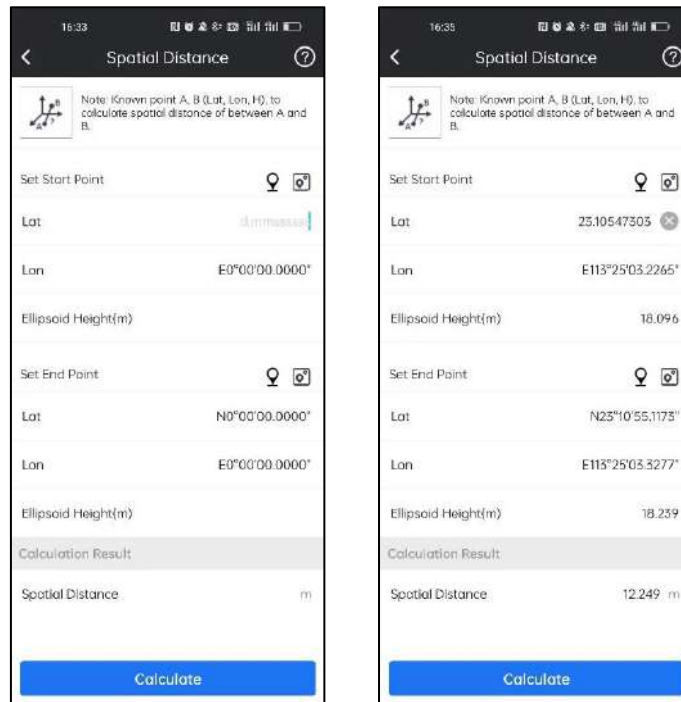 16:33
Spatial Distance
Note: Known point A, B (Lat, Lon, H), to
calculate spatial distance of between A and
B.
Set Start Point
Lat
d.mmssssss
Lon E0°00'00.0000"
Ellipsoid Height(m)
Set End Point
Lat N0°00'00.0000"
Lon E0°00'00.0000"
Ellipsoid Height(m)
Calculation Result
Spatial Distance m
Calculate
16:35
Spatial Distance
Note: Known point A, B (Lat, Lon, H), to
calculate spatial distance of between A and
B.
Set Start Point
Lat 23.10547303
Lon E113°25'03.2265"
Ellipsoid Height(m) 18.096
Set End Point
Lat N23°10'55.1173"
Lon E113°25'03.3277"
Ellipsoid Height(m) 18.239
Calculation Result
Spatial Distance 12.249 m
Calculate